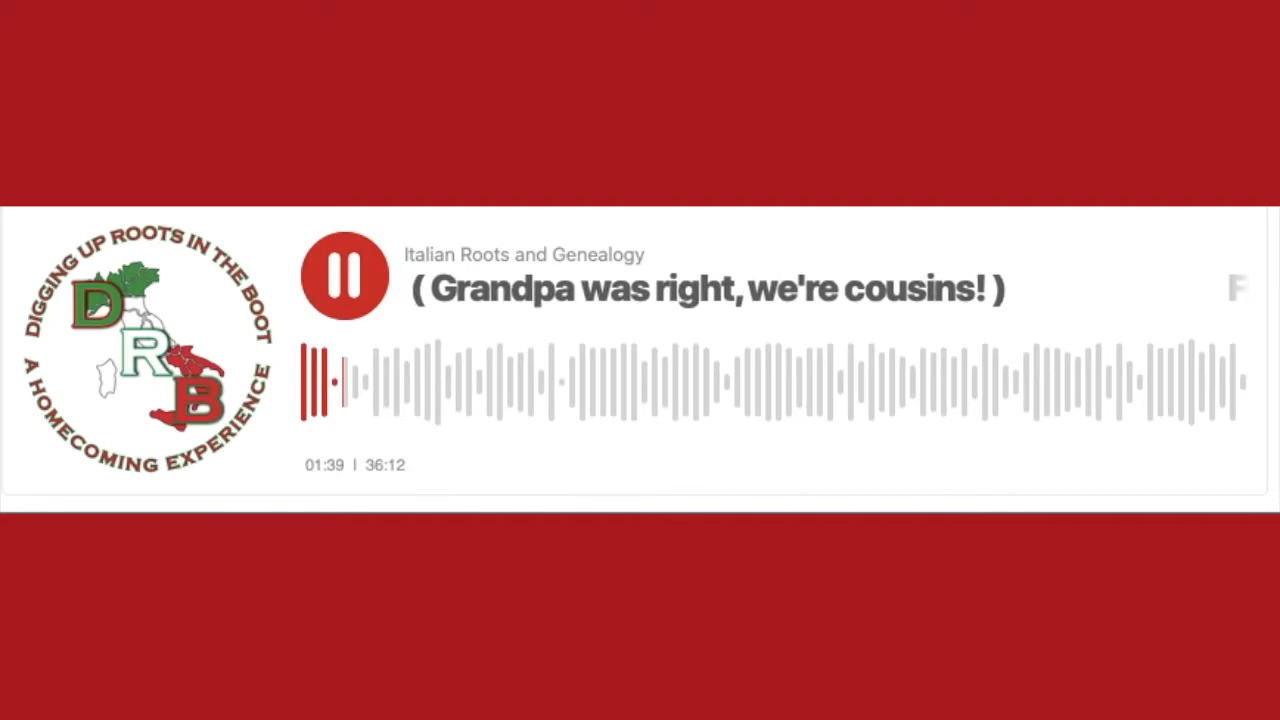 DIGGING UP ROOTS IN THE BOOT
DRB
A HOMECOMING EXPERIENCE
Italian Roots and Genealogy
( Grandpa was right, we're cousins! )
01:39 | 36:12